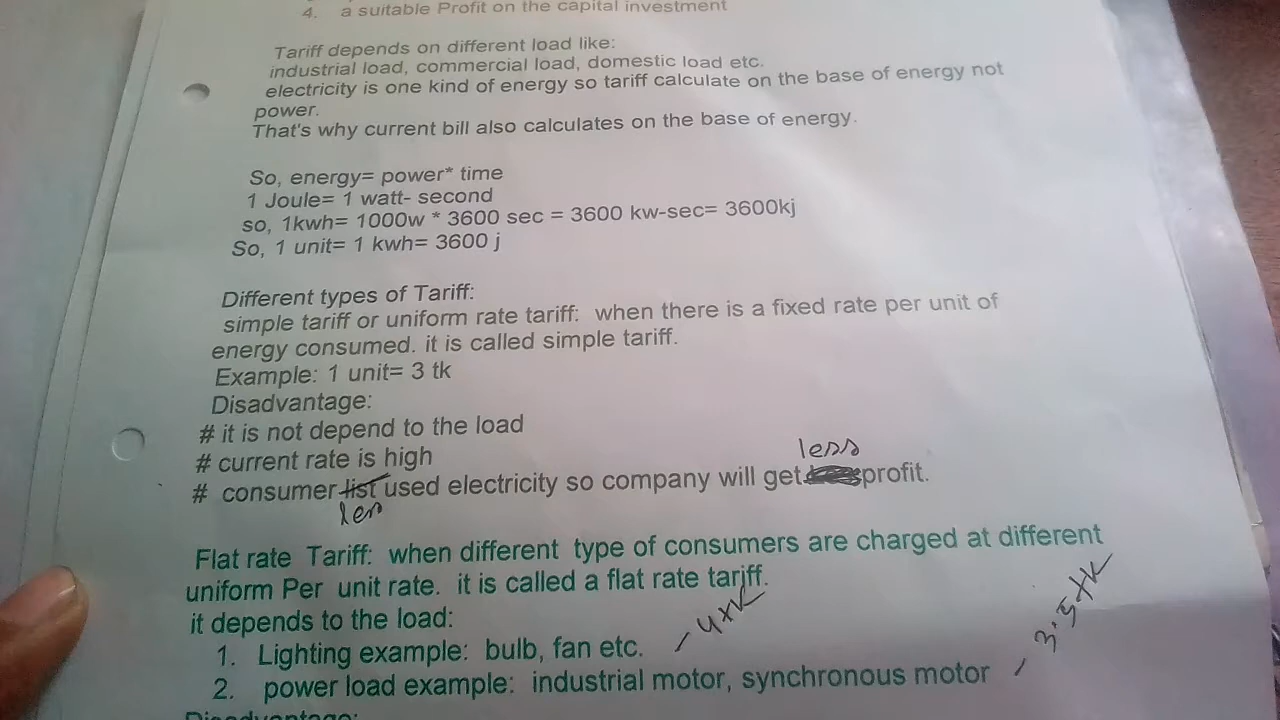 4. a suitable Profit on the capital investment
Tariff depends on different load like:
industrial load, commercial load, domestic load etc.
electricity is one kind of energy so tariff calculate on the base of energy not
power.
That's why current bill also calculates on the base of energy.
So, energy= power* time
1 Joule= 1 watt- second
so, 1kwh= 1000w * 3600 sec = 3600 kw-sec= 3600kj
So, 1 unit= 1 kwh= 3600 j
Different types of Tariff:
simple tariff or uniform rate tariff: when there is a fixed rate per unit of
energy consumed. it is called simple tariff.
Example: 1 unit= 3 tk
Disadvantage:
# it is not depend to the load
# current rate is high
less
# consumer list used electricity so company will get profit.
less
Flat rate Tariff: when different type of consumers are charged at different
uniform Per unit rate. it is called a flat rate tariff.
it depends to the load:
1. Lighting example: bulb, fan etc. - 4 tk
2. power load example: industrial motor, synchronous motor - 3.5 tk
Disadvantage: